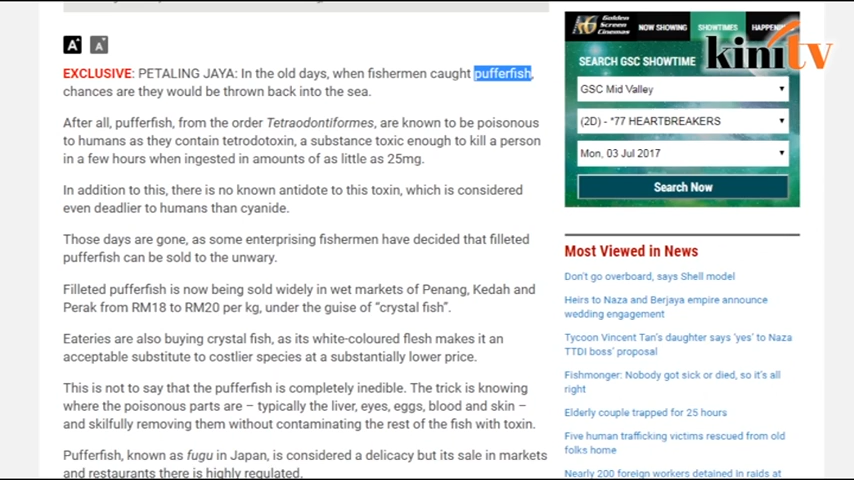 A+ A-
EXCLUSIVE: PETALING JAYA: In the old days, when fishermen caught pufferfish,
chances are they would be thrown back into the sea.
After all, pufferfish, from the order Tetraodontiformes, are known to be poisonous
to humans as they contain tetrodotoxin, a substance toxic enough to kill a person
in a few hours when ingested in amounts of as little as 25mg.
In addition to this, there is no known antidote to this toxin, which is considered
even deadlier to humans than cyanide.
Those days are gone, as some enterprising fishermen have decided that filleted
pufferfish can be sold to the unwary.
Filleted pufferfish is now being sold widely in wet markets of Penang, Kedah and
Perak from RM18 to RM20 per kg, under the guise of “crystal fish”.
Eateries are also buying crystal fish, as its white-coloured flesh makes it an
acceptable substitute to costlier species at a substantially lower price.
This is not to say that the pufferfish is completely inedible. The trick is knowing
where the poisonous parts are – typically the liver, eyes, eggs, blood and skin –
and skilfully removing them without contaminating the rest of the fish with toxin.
Pufferfish, known as fugu in Japan, is considered a delicacy but its sale in markets
and restaurants there is highly regulated.
Golden
Screen
Cinemas
NOW SHOWING
SHOWTIMES
kinitv
SEARCH GSC SHOWTIME
GSC Mid Valley
(2D) - *77 HEARTBREAKERS
Mon, 03 Jul 2017
Search Now
Most Viewed in News
Don't go overboard, says Shell model
Heirs to Naza and Berjaya empire announce
wedding engagement
Tycoon Vincent Tan's daughter says 'yes' to Naza
TTDI boss' proposal
Fishmonger: Nobody got sick or died, so it's all
right
Elderly couple trapped for 25 hours
Five human trafficking victims rescued from old
folks home
Nearly 200 foreign workers detained in raids at